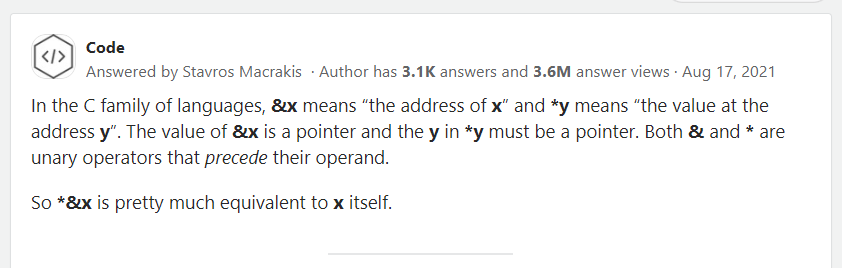 </>
Code
Answered by Stavros Macrakis · Author has 3.1K answers and 3.6M answer views · Aug 17, 2021
In the C family of languages, &x means “the address of x” and *y means “the value at the
address y”. The value of &x is a pointer and the y in *y must be a pointer. Both & and * are
unary operators that precede their operand.
So *&x is pretty much equivalent to x itself.